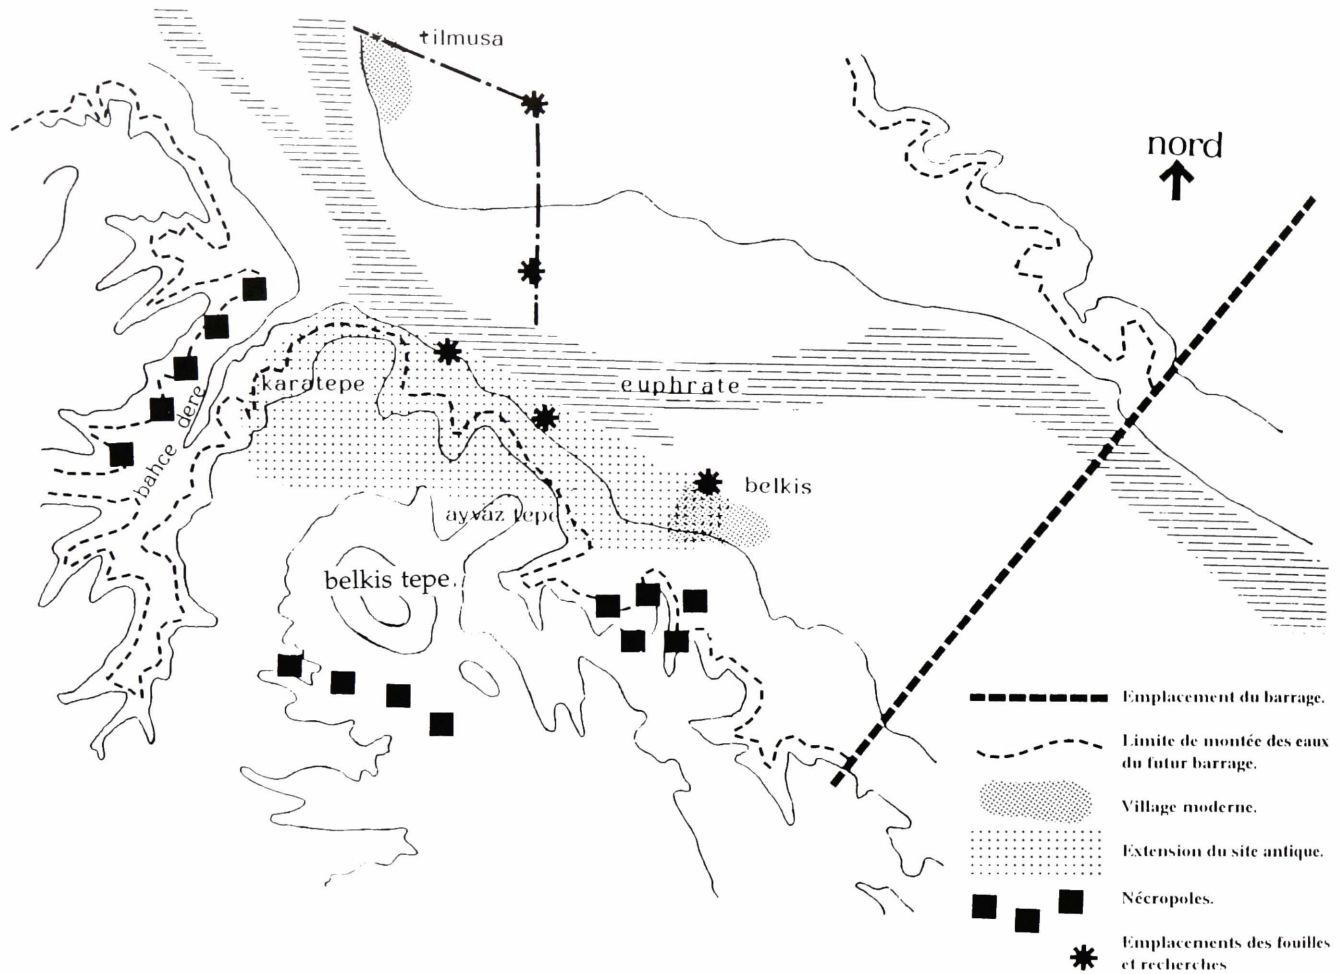 tilmusa
nord
karatepe
euphrate
bahce dere
belkis
ayvaz tepe
belkis tepe.
Emplacement du barrage.
Limite de montée des eaux
du futur barrage.
Village moderne.
Extension du site antique.
Nécropoles.
Emplacements des fouilles
et recherches